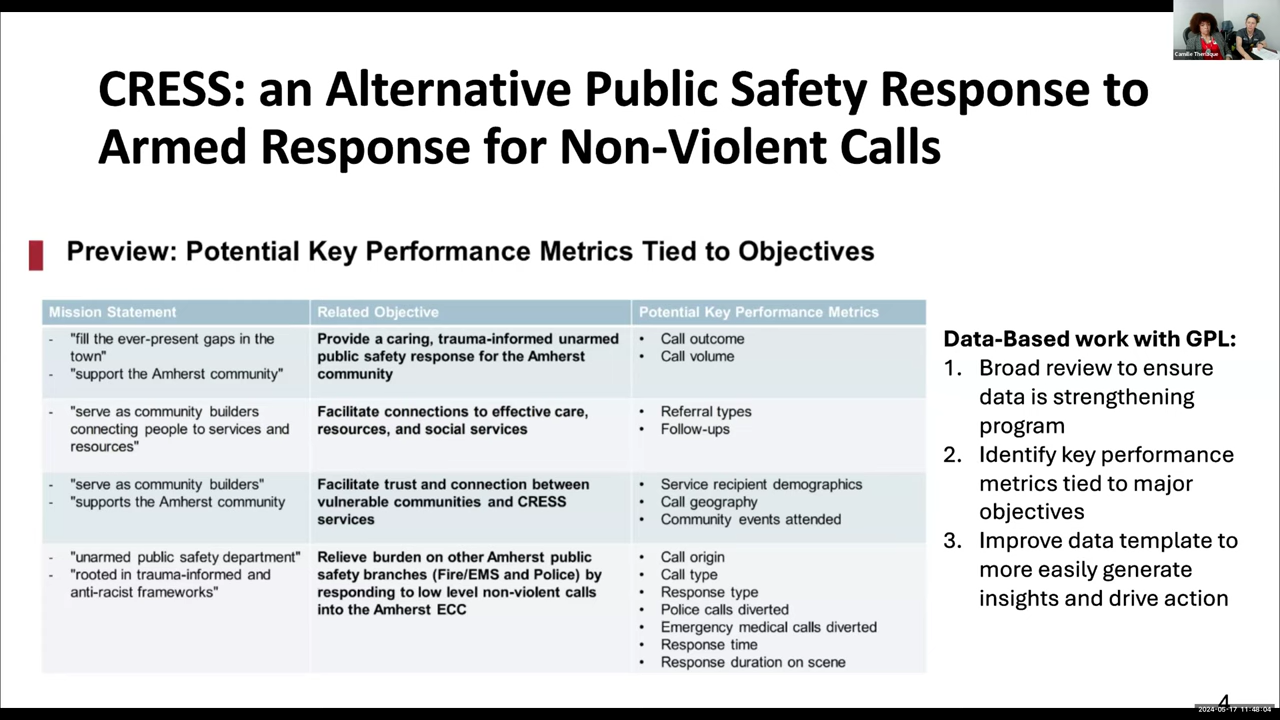 Camille Theriaque
CRESS: an Alternative Public Safety Response to
Armed Response for Non-Violent Calls
Preview: Potential Key Performance Metrics Tied to Objectives
Mission Statement
Related Objective
Potential Key Performance Metrics
- "fill the ever-present gaps in the
town"
- "support the Amherst community"
Provide a caring, trauma-informed unarmed
public safety response for the Amherst
community
• Call outcome
• Call volume
- "serve as community builders
connecting people to services and
resources"
Facilitate connections to effective care,
resources, and social services
• Referral types
• Follow-ups
- "serve as community builders"
- "supports the Amherst community
Facilitate trust and connection between
vulnerable communities and CRESS
services
• Service recipient demographics
• Call geography
• Community events attended
- "unarmed public safety department"
- "rooted in trauma-informed and
anti-racist frameworks"
Relieve burden on other Amherst public
safety branches (Fire/EMS and Police) by
responding to low level non-violent calls
into the Amherst ECC
• Call origin
• Call type
• Response type
• Police calls diverted
• Emergency medical calls diverted
• Response time
• Response duration on scene
Data-Based work with GPL:
1. Broad review to ensure
data is strengthening
program
2. Identify key performance
metrics tied to major
objectives
3. Improve data template to
more easily generate
insights and drive action
4
2024-05-17 11:48:04